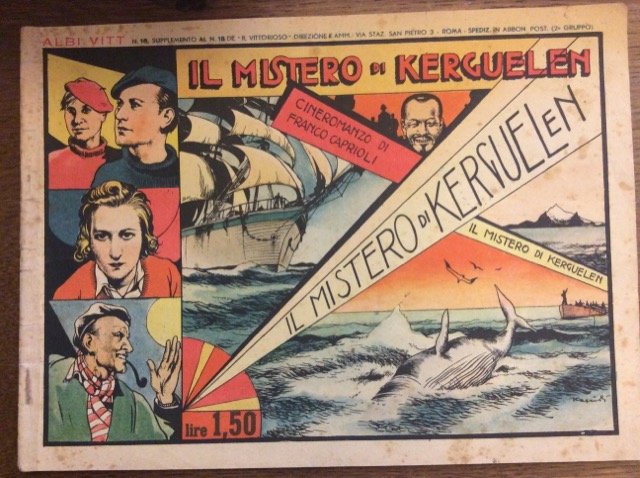 ALBI-VITT N. 18, SUPPLEMENTO AL N. 18 DE "IL VITTORIOSO" DIREZIONE E AMM. VIA STAZ. SAN PIETRO 3 - ROMA - SPEDIZ. IN ABBON. POST. (2º GRUPPO)
IL MISTERO DI KERGUELEN
CINEROMANZO DI
FRANCO CAPRIOLI
IL MISTERO DI KERGUELEN
IL MISTERO DI KERGUELEN
lire 1,50